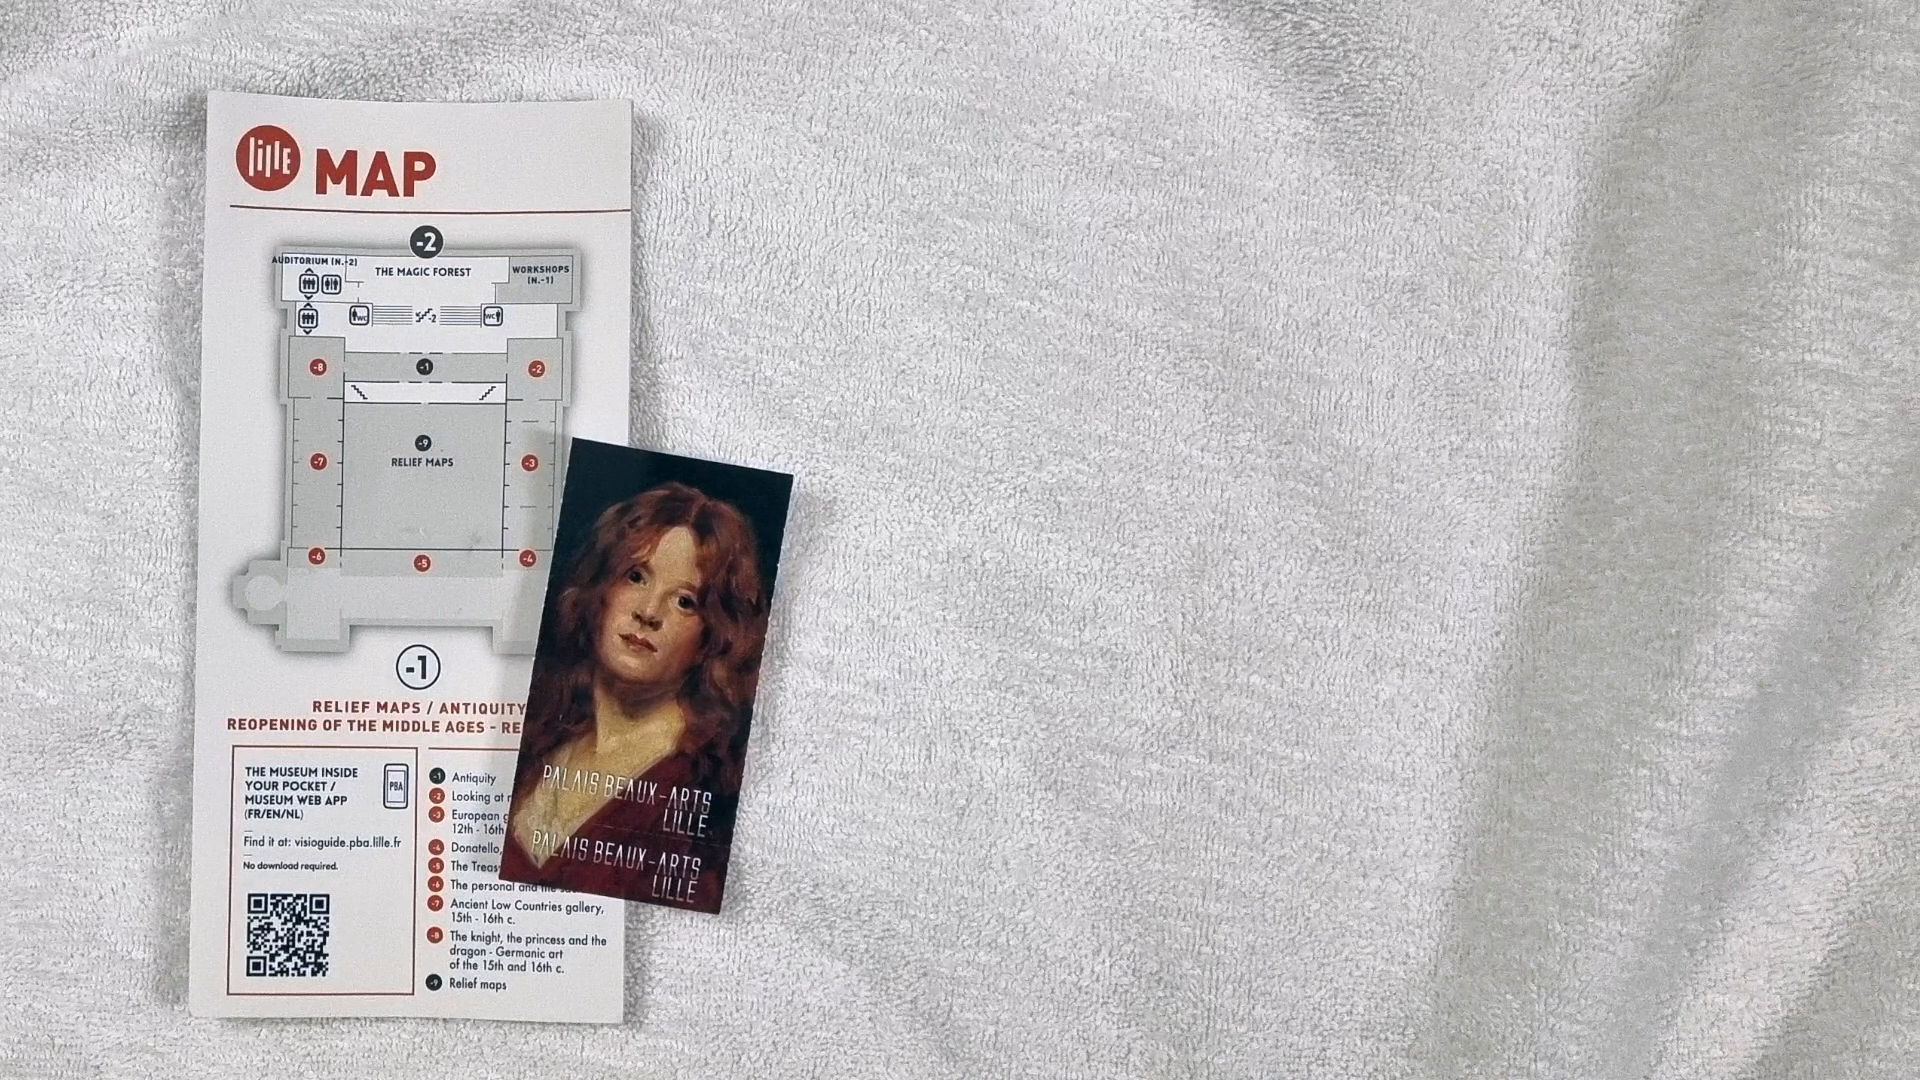 lille MAP
-2
AUDITORIUM (N.-2)
THE MAGIC FOREST
WORKSHOPS
(N.-1)
WC
-2
WC
-8
-1
-2
-9
RELIEF MAPS
-7
-3
-6
-5
-4
-1
RELIEF MAPS / ANTIQUITY
REOPENING OF THE MIDDLE AGES - RE
THE MUSEUM INSIDE
YOUR POCKET /
MUSEUM WEB APP
(FR/EN/NL)
PBA
Find it at: visioguide.pba.lille.fr
No download required.
-1 Antiquity
-2 Looking at
-3 European
12th - 16th
-4 Donatello,
-5 The
-6 The personal and the
-7 Ancient Low Countries gallery,
15th - 16th c.
-8 The knight, the princess and the
dragon - Germanic art
of the 15th and 16th c.
-9 Relief maps
PALAIS BEAUX-ARTS
LILLE
PALAIS BEAUX-ARTS
LILLE